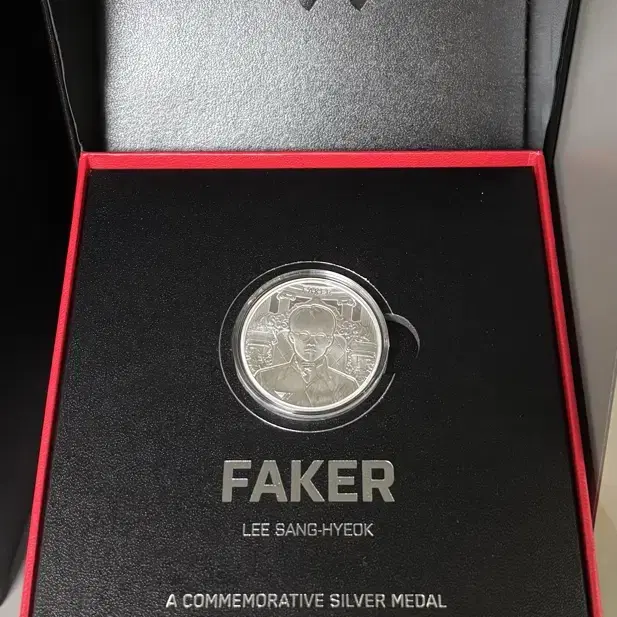 FAKER
LEE SANG-HYEOK
A COMMEMORATIVE SILVER MEDAL